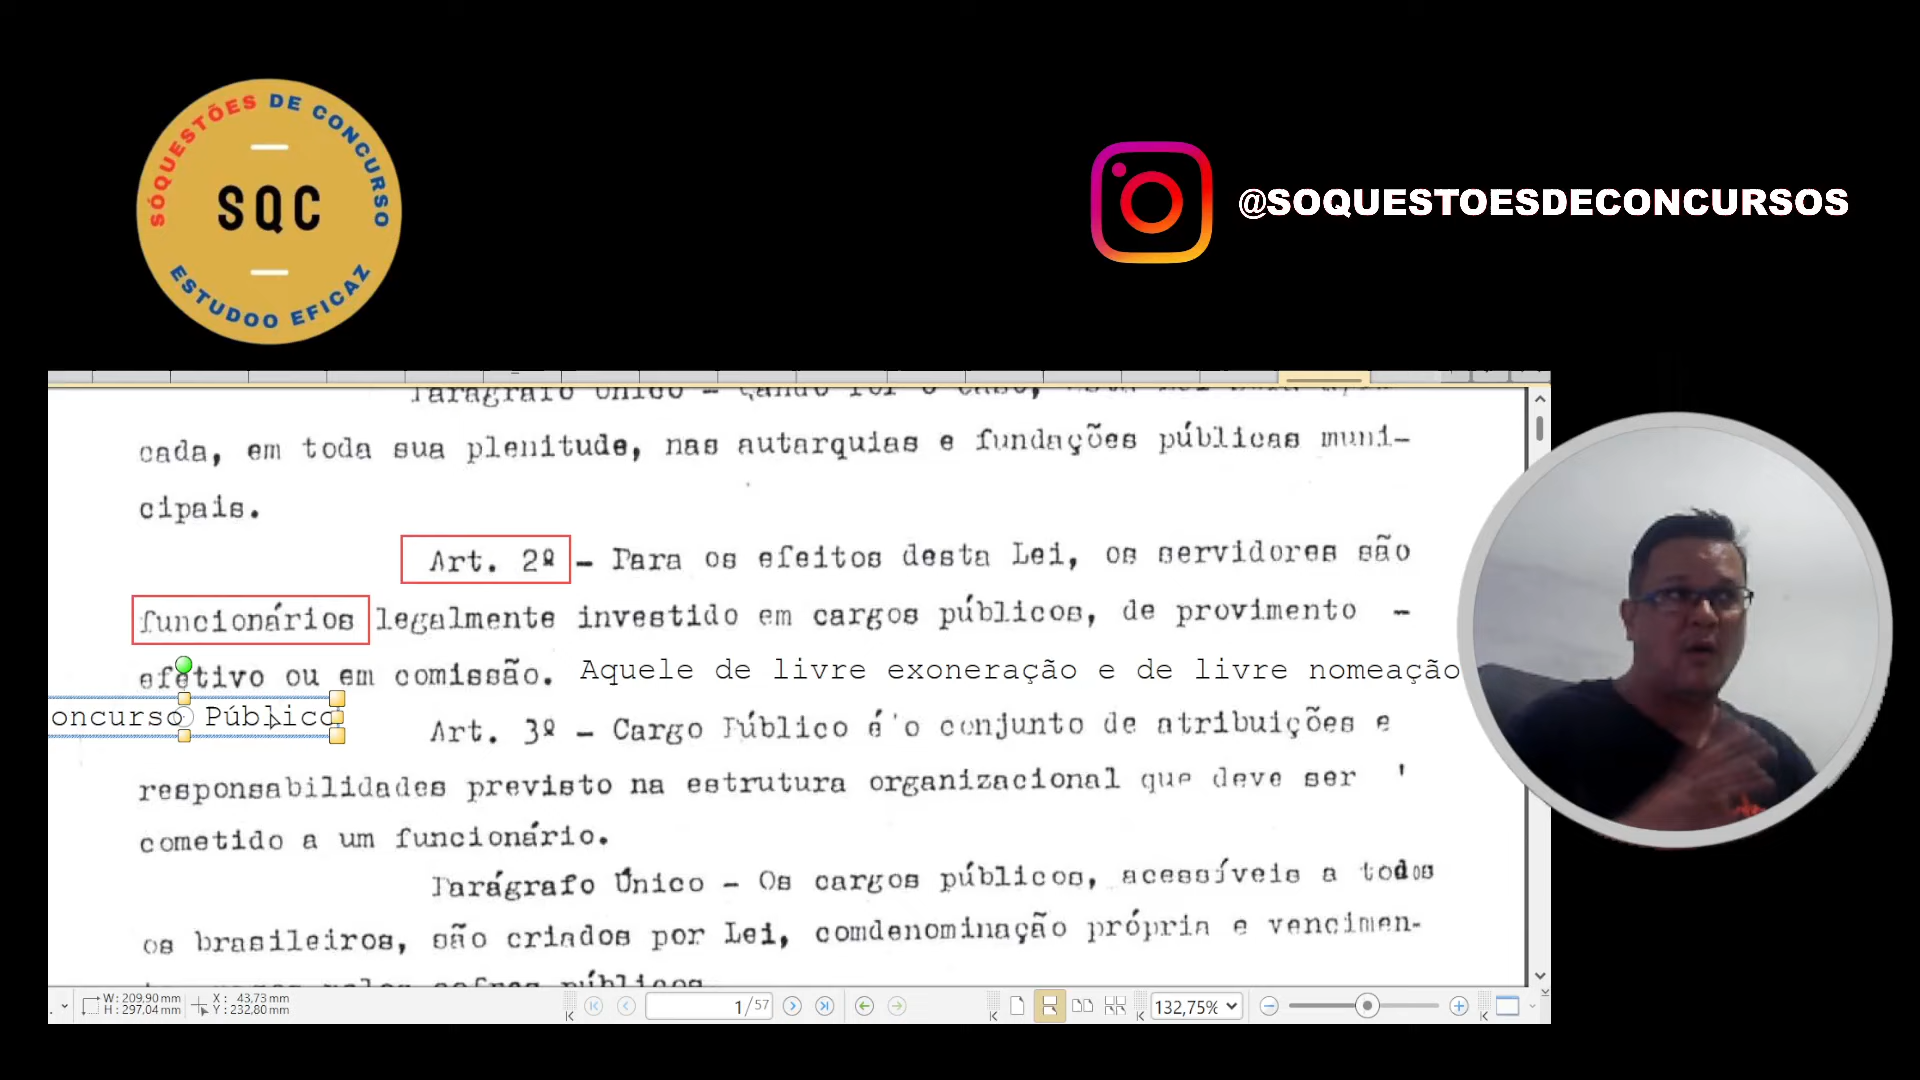 SÓQUESTÕES DE CONCURSO
SQC
ESTUDOO EFICAZ
@SOQUESTOESDECONCURSOS
cada, em toda sua plenitude, nas autarquias e fundações públicas muni-
cipais.
Art. 2º - Para os efeitos desta Lei, os servidores são
funcionários legalmente investido em cargos públicos, de provimento -
efetivo ou em comissão. Aquele de livre exoneração e de livre nomeação
oncurso Público
Art. 3º - Cargo Público é'o conjunto de atribuições e
responsabilidades previsto na estrutura organizacional que deve ser '
cometido a um funcionário.
Parágrafo Único - Os cargos públicos, acessíveis a todos
os brasileiros, são criados por Lei, comdenominação própria e vencimen-
W: 209,90 mm X: 43,73 mm
H: 297,04 mm Y: 232,80 mm
1/57
132,75%